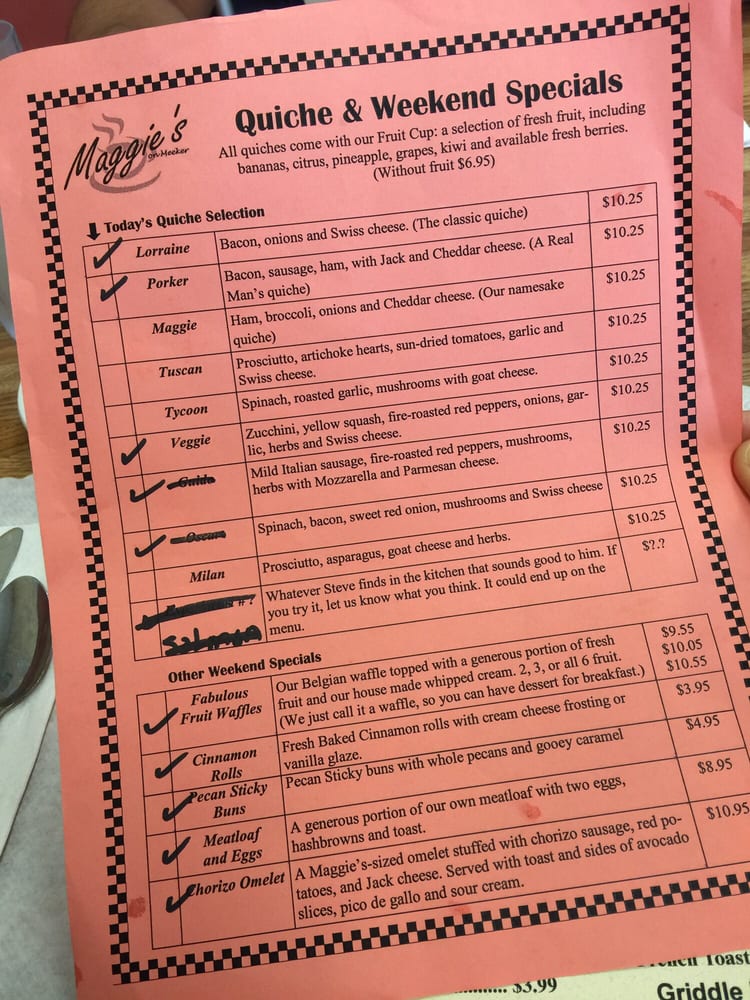 Maggie's
on Meeker
Quiche & Weekend Specials
All quiches come with our Fruit Cup: a selection of fresh fruit, including
bananas, citrus, pineapple, grapes, kiwi and available fresh berries.
(Without fruit $6.95)
Today's Quiche Selection
Lorraine Bacon, onions and Swiss cheese. (The classic quiche) $10.25
Porker Bacon, sausage, ham, with Jack and Cheddar cheese. (A Real $10.25
Man's quiche)
Maggie Ham, broccoli, onions and Cheddar cheese. (Our namesake $10.25
quiche)
Tuscan Prosciutto, artichoke hearts, sun-dried tomatoes, garlic and $10.25
Swiss cheese.
Tycoon Spinach, roasted garlic, mushrooms with goat cheese. $10.25
Veggie Zucchini, yellow squash, fire-roasted red peppers, onions, gar- $10.25
lic, herbs and Swiss cheese.
Guido Mild Italian sausage, fire-roasted red peppers, mushrooms, $10.25
herbs with Mozzarella and Parmesan cheese.
Oscar Spinach, bacon, sweet red onion, mushrooms and Swiss cheese $10.25
Milan Prosciutto, asparagus, goat cheese and herbs. $10.25
Whatever Steve finds in the kitchen that sounds good to him. If $?.?
you try it, let us know what you think. It could end up on the
menu.
Other Weekend Specials
Fabulous Our Belgian waffle topped with a generous portion of fresh $9.55
Fruit Waffles fruit and our house made whipped cream. 2, 3, or all 6 fruit. $10.05
(We just call it a waffle, so you can have dessert for breakfast.) $10.55
Cinnamon Fresh Baked Cinnamon rolls with cream cheese frosting or $3.95
Rolls vanilla glaze.
Pecan Sticky Pecan Sticky buns with whole pecans and gooey caramel $4.95
Buns
Meatloaf A generous portion of our own meatloaf with two eggs, $8.95
and Eggs hashbrowns and toast.
Chorizo Omelet A Maggie's-sized omelet stuffed with chorizo sausage, red po- $10.95
tatoes, and Jack cheese. Served with toast and sides of avocado
slices, pico de gallo and sour cream.
Toast
$3.99
Griddle